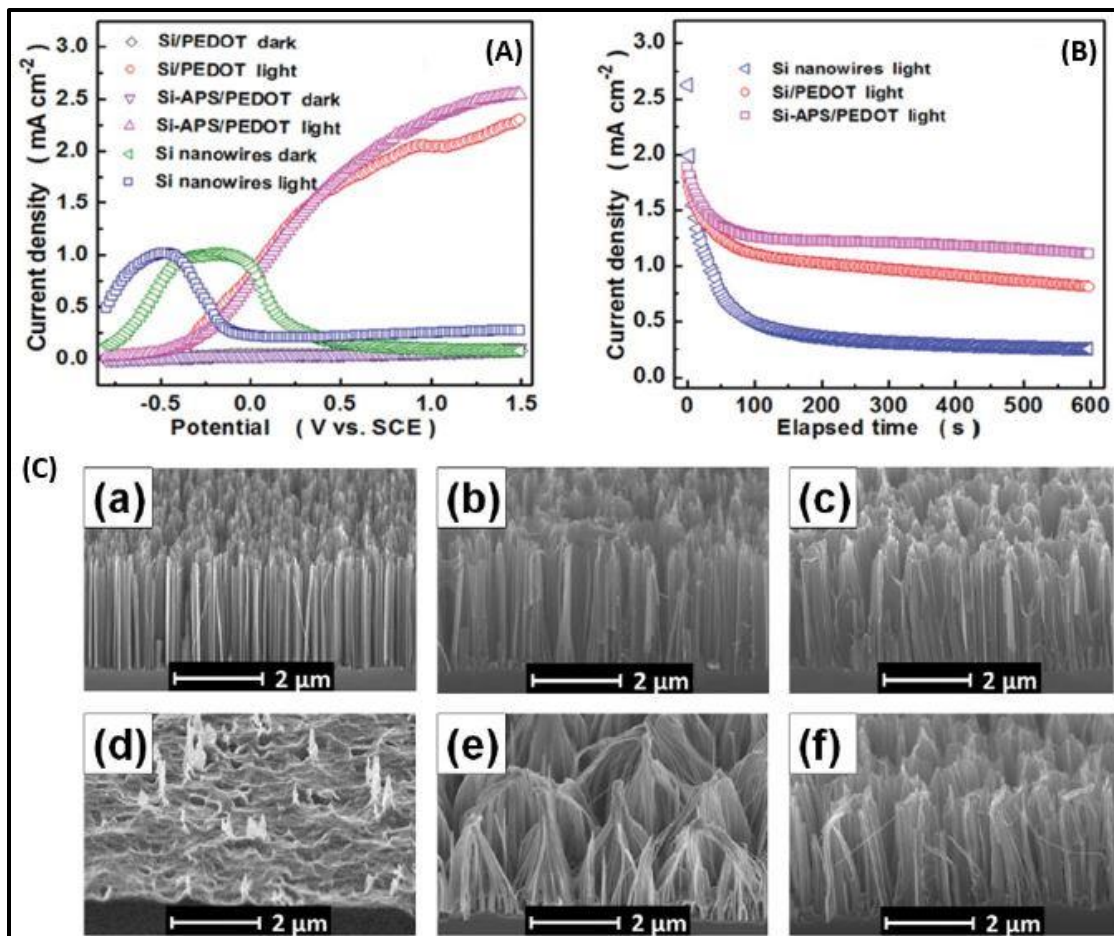 (A)
3.0
2.5
2.0
1.5
1.0
0.5
0.0
Current density ( mA cm⁻²)
Si/PEDOT dark
Si/PEDOT light
Si-APS/PEDOT dark
Si-APS/PEDOT light
Si nanowires dark
Si nanowires light
-0.5 0.0 0.5 1.0 1.5
Potential ( V vs. SCE )
(B)
3.0
2.5
2.0
1.5
1.0
0.5
0.0
Current density ( mA cm⁻²)
Si nanowires light
Si/PEDOT light
Si-APS/PEDOT light
0 100 200 300 400 500 600
Elapsed time ( s )
(C)
(a)
2 µm
(b)
2 µm
(c)
2 µm
(d)
2 µm
(e)
2 µm
(f)
2 µm